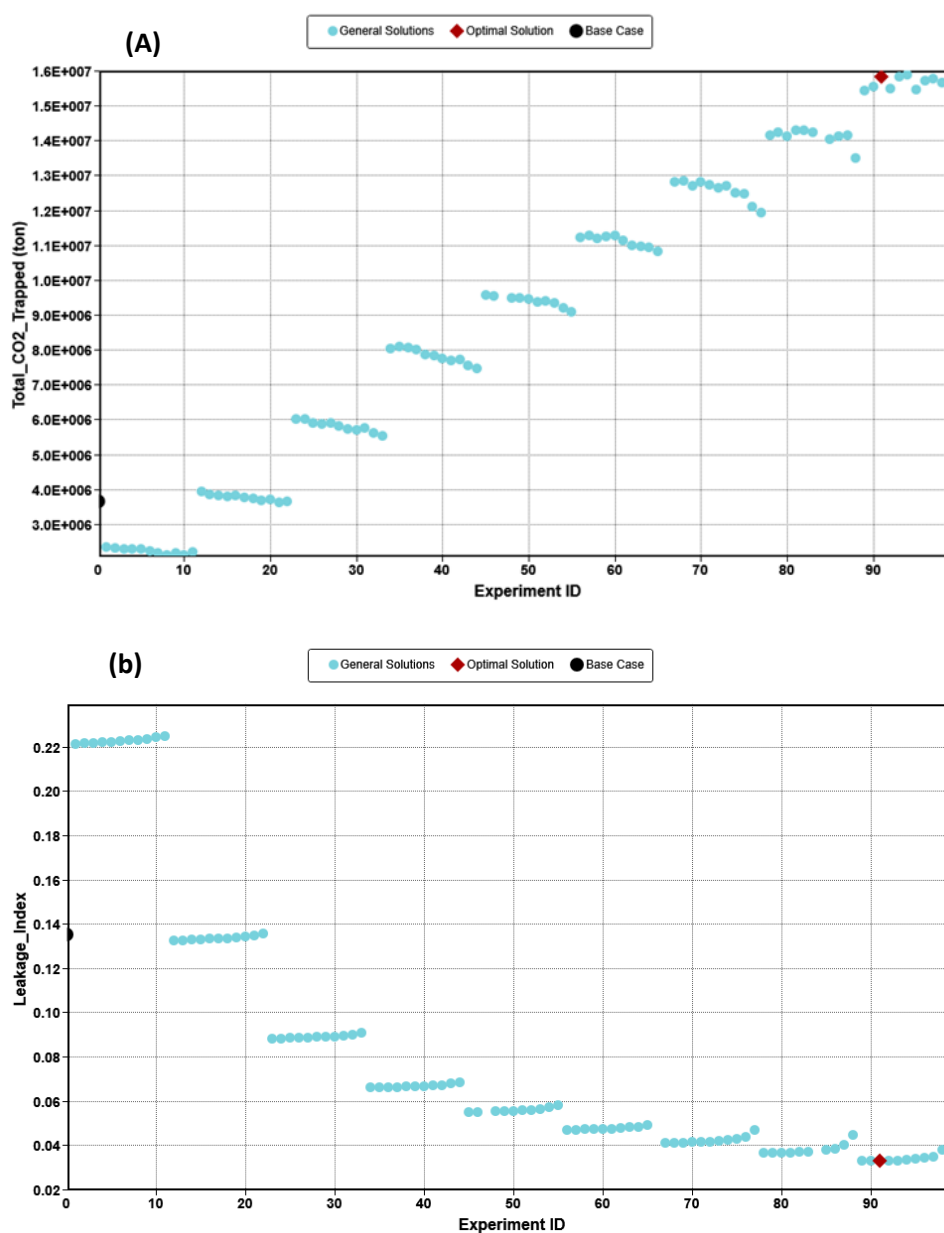 (A)
General Solutions Optimal Solution Base Case
1.6E+007
1.5E+007
1.4E+007
1.3E+007
1.2E+007
1.1E+007
1.0E+007
9.0E+006
8.0E+006
7.0E+006
6.0E+006
5.0E+006
4.0E+006
3.0E+006
Total_CO2_Trapped (ton)
0 10 20 30 40 50 60 70 80 90
Experiment ID
(b)
General Solutions Optimal Solution Base Case
0.22
0.20
0.18
0.16
0.14
0.12
0.10
0.08
0.06
0.04
0.02
Leakage_Index
0 10 20 30 40 50 60 70 80 90
Experiment ID